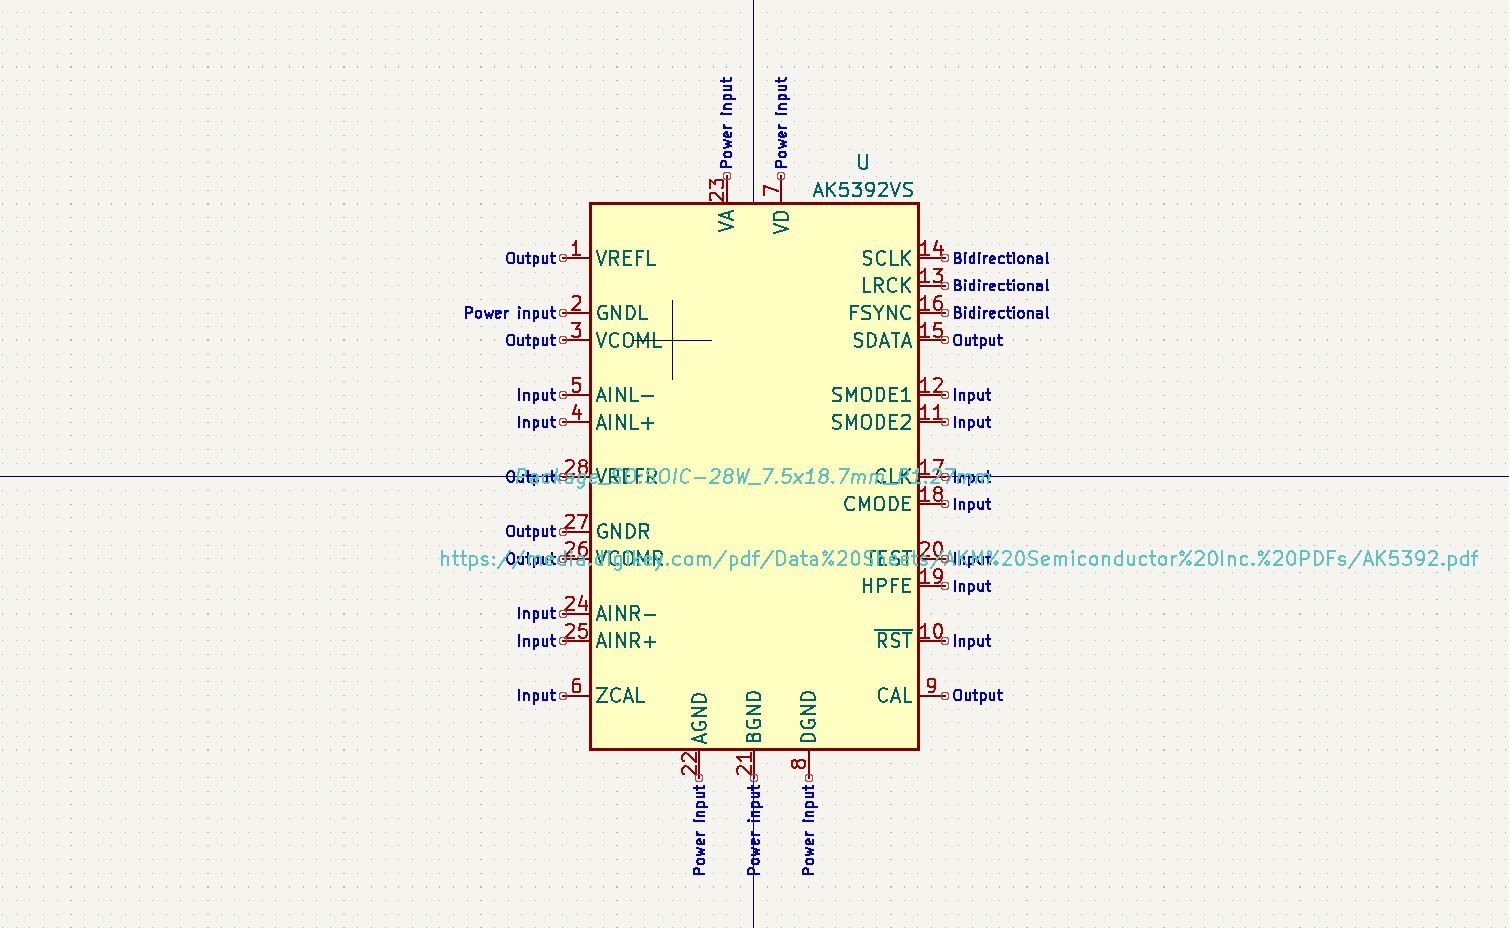 Power input
Power input
U
AK5392VS
23
7
VA
VD
Output 1 VREFL
SCLK 14 Bidirectional
LRCK 13 Bidirectional
Power input 2 GNDL
FSYNC 16 Bidirectional
Output 3 VCOML
SDATA 15 Output
Input 5 AINL-
SMODE1 12 Input
Input 4 AINL+
SMODE2 11 Input
Output 28 VREFR
CLK 17 Input
Package_SO:SOIC-28W_7.5x18.7mm_P1.27mm
CMODE 18 Input
Output 27 GNDR
Output 26 VCOMR
TEST 20 Input
https://media.digikey.com/pdf/Data%20Sheets/AKM%20Semiconductor%20Inc.%20PDFs/AK5392.pdf
HPFE 19 Input
Input 24 AINR-
Input 25 AINR+
RST 10 Input
Input 6 ZCAL
CAL 9 Output
AGND
BGND
DGND
22
21
8
Power input
Power input
Power input